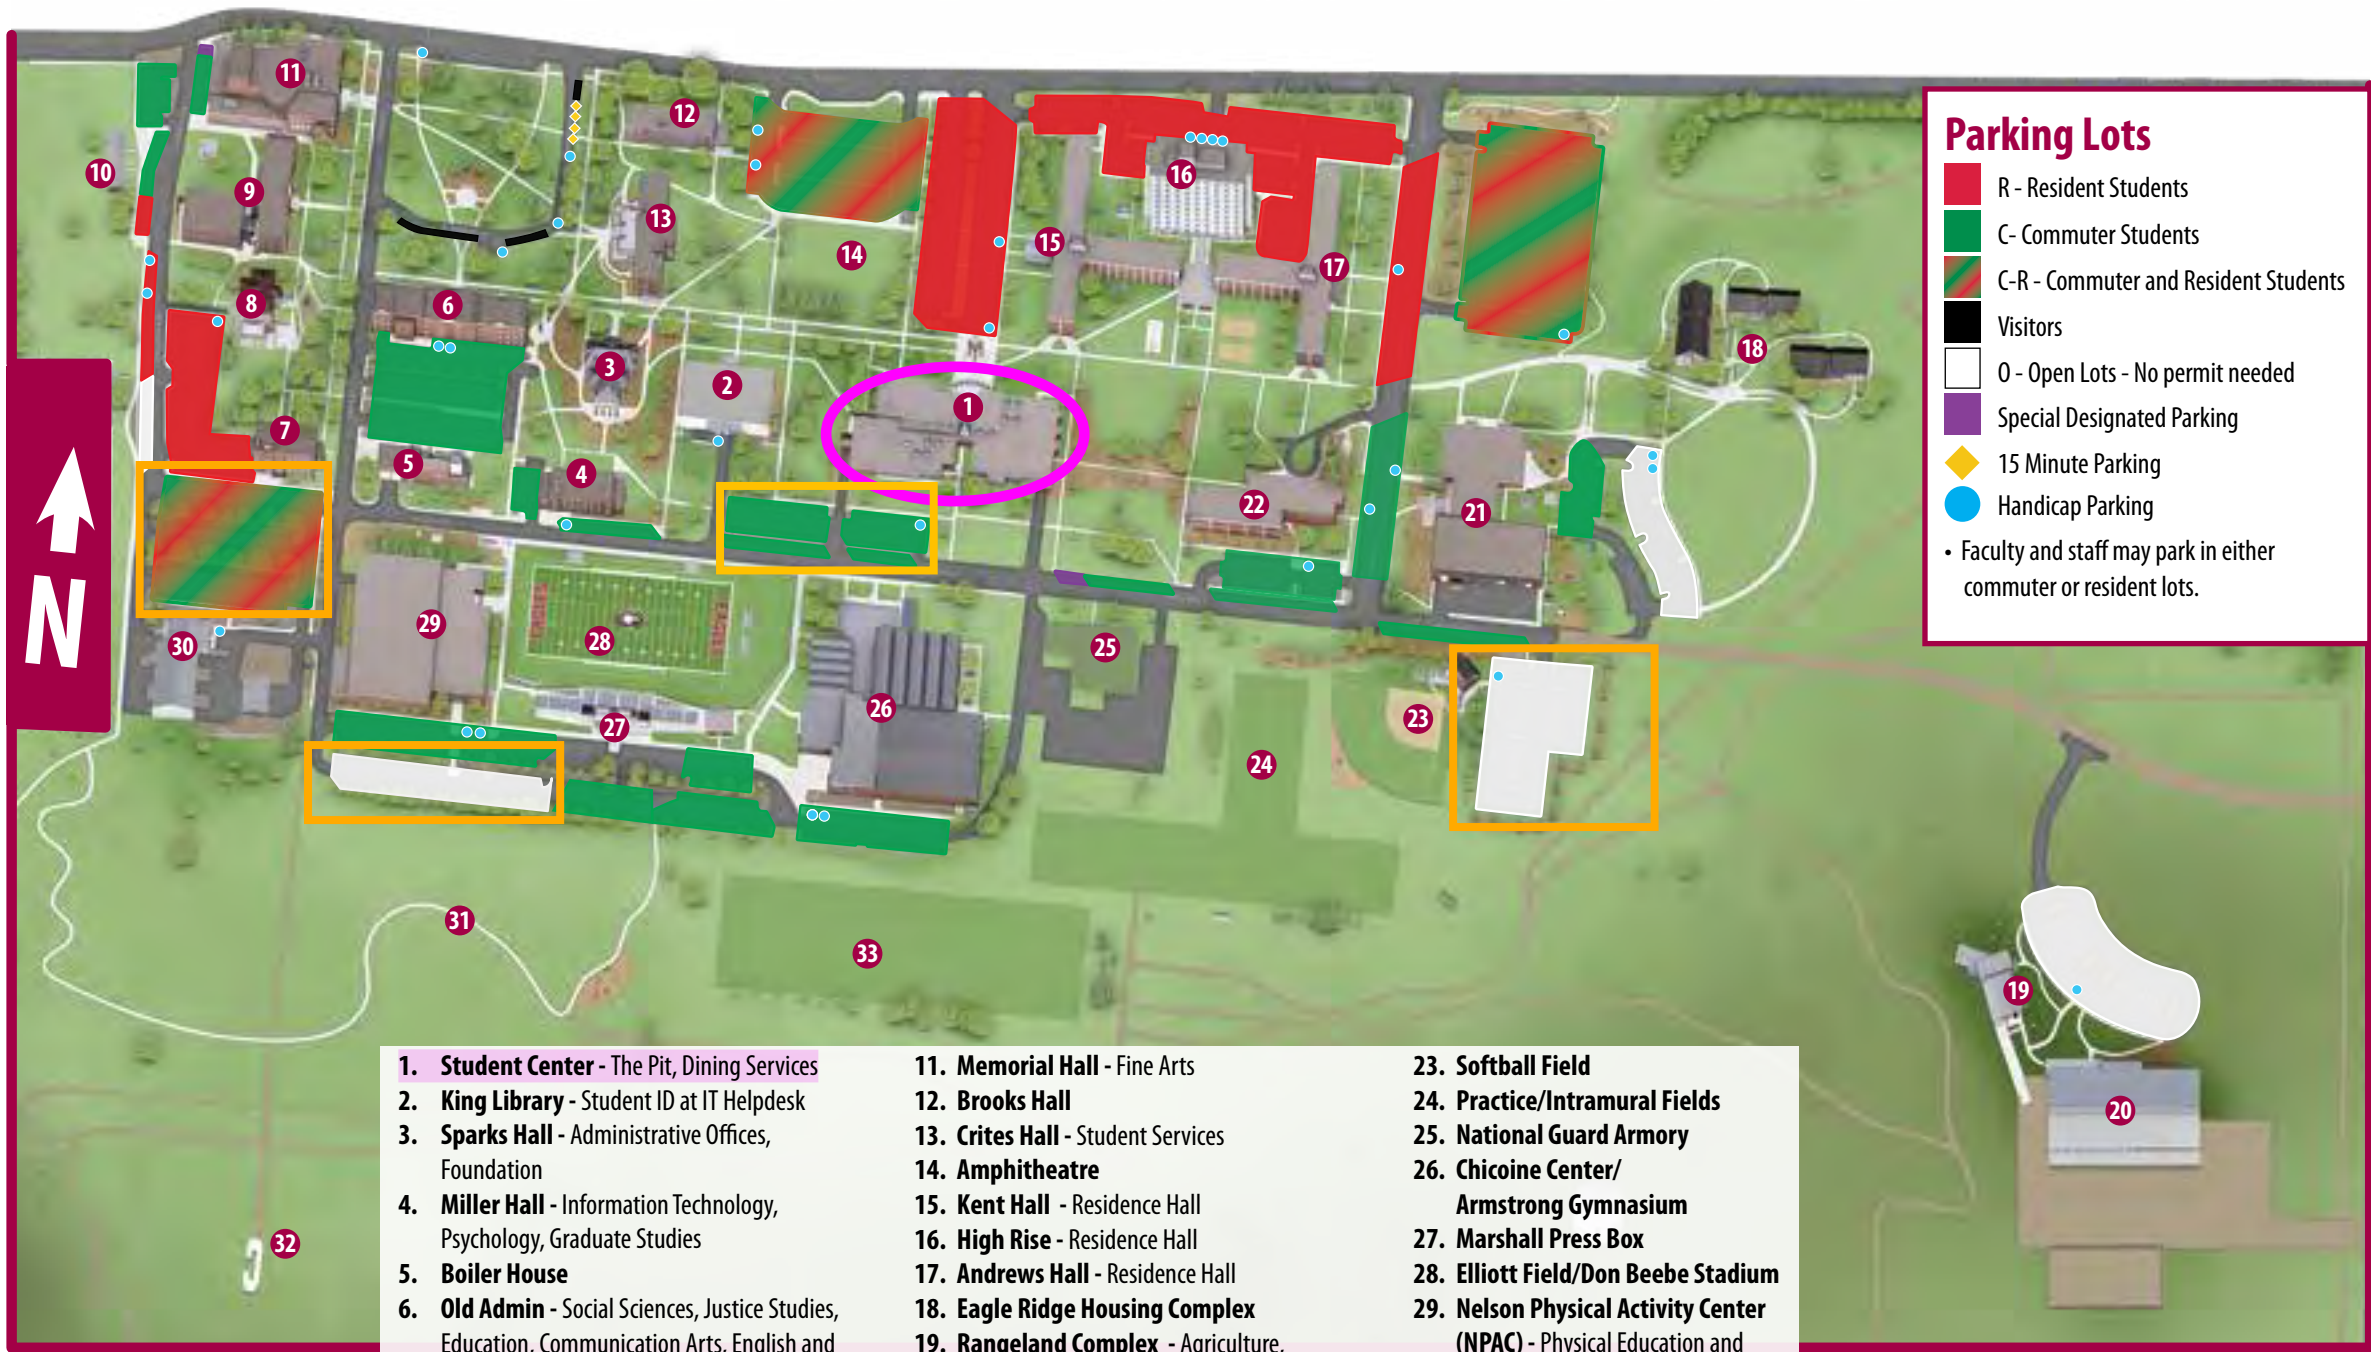 11
12
10
9
16
13
15
14
17
8
6
18
3
2
1
7
5
4
22
21
N
29
28
30
25
26
27
23
24
31
33
19
20
32
Parking Lots
R - Resident Students
C- Commuter Students
C-R - Commuter and Resident Students
Visitors
O - Open Lots - No permit needed
Special Designated Parking
15 Minute Parking
Handicap Parking
• Faculty and staff may park in either
commuter or resident lots.
1. Student Center - The Pit, Dining Services
2. King Library - Student ID at IT Helpdesk
3. Sparks Hall - Administrative Offices,
Foundation
4. Miller Hall - Information Technology,
Psychology, Graduate Studies
5. Boiler House
6. Old Admin - Social Sciences, Justice Studies,
Education, Communication Arts, English and
11. Memorial Hall - Fine Arts
12. Brooks Hall
13. Crites Hall - Student Services
14. Amphitheatre
15. Kent Hall - Residence Hall
16. High Rise - Residence Hall
17. Andrews Hall - Residence Hall
18. Eagle Ridge Housing Complex
19. Rangeland Complex - Agriculture,
23. Softball Field
24. Practice/Intramural Fields
25. National Guard Armory
26. Chicoine Center/
Armstrong Gymnasium
27. Marshall Press Box
28. Elliott Field/Don Beebe Stadium
29. Nelson Physical Activity Center
(NPAC) - Physical Education and